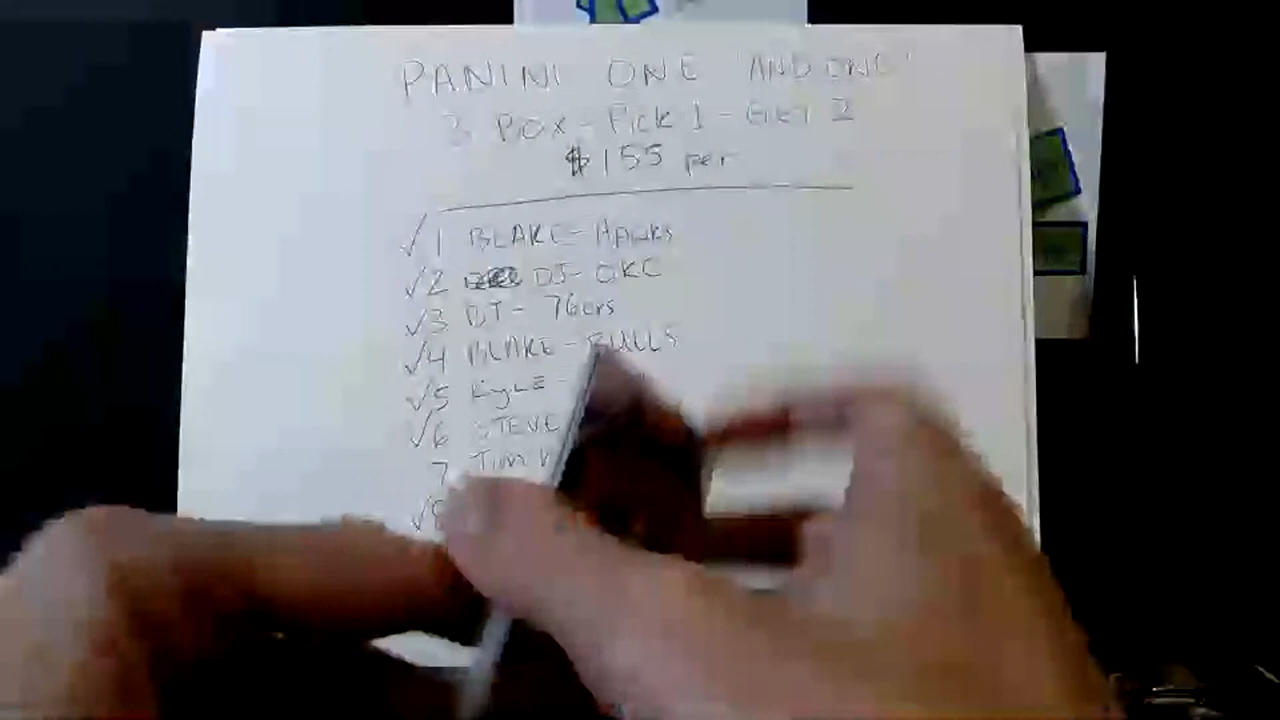 PANINI ONE 'AND ONE'
3 BOX - Pick 1 - GET 2
$155 per
√1 BLAKE - HAWKS
√2 DJ - OKC
√3 DJ - 76ers
√4 BLAKE - BULLS
√5 KyLE -
√6 STEVE
7 Tim
√8